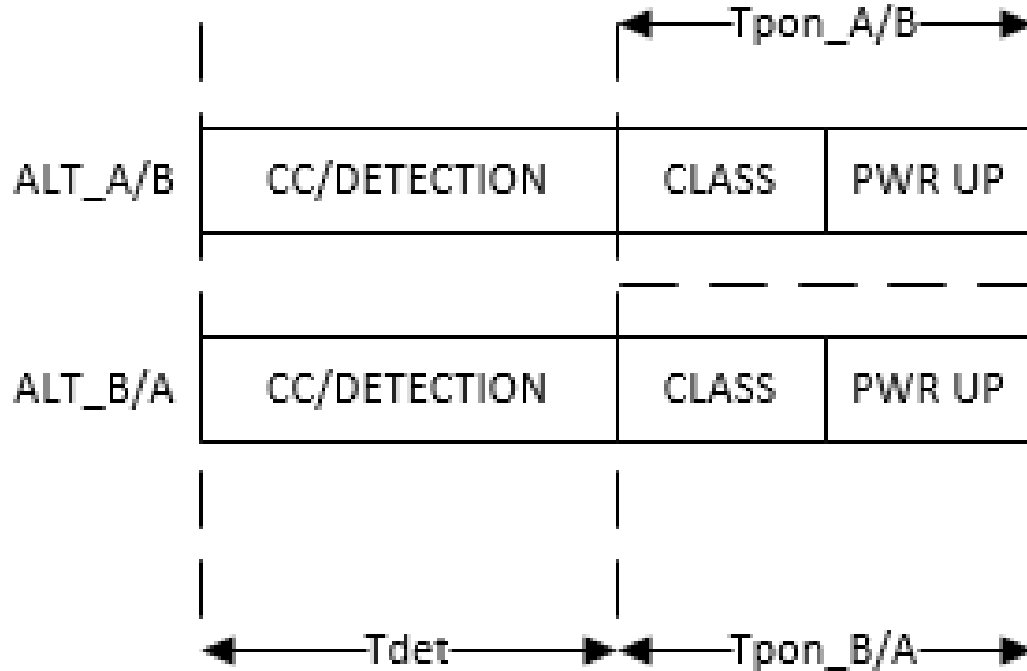 Tpon_A/B
ALT_A/B CC/DETECTION CLASS PWR UP
ALT_B/A CC/DETECTION CLASS PWR UP
Tdet Tpon_B/A